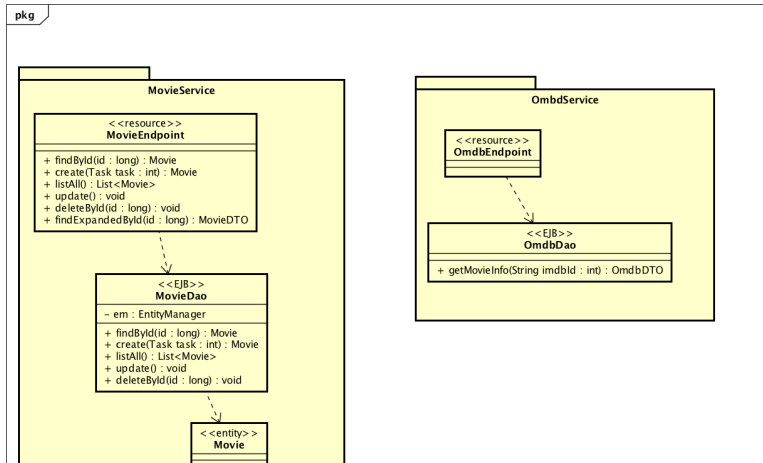 pkg
MovieService
<<resource>>
MovieEndpoint
+ findById(id : long) : Movie
+ create(Task task : int) : Movie
+ listAll() : List<Movie>
+ update() : void
+ deleteById(id : long) : void
+ findExpandedById(id : long) : MovieDTO
<<EJB>>
MovieDao
- em : EntityManager
+ findById(id : long) : Movie
+ create(Task task : int) : Movie
+ listAll() : List<Movie>
+ update() : void
+ deleteById(id : long) : void
<<entity>>
Movie
OmbdService
<<resource>>
OmdbEndpoint
<<EJB>>
OmdbDao
+ getMovieInfo(String imdbId : int) : OmdbDTO